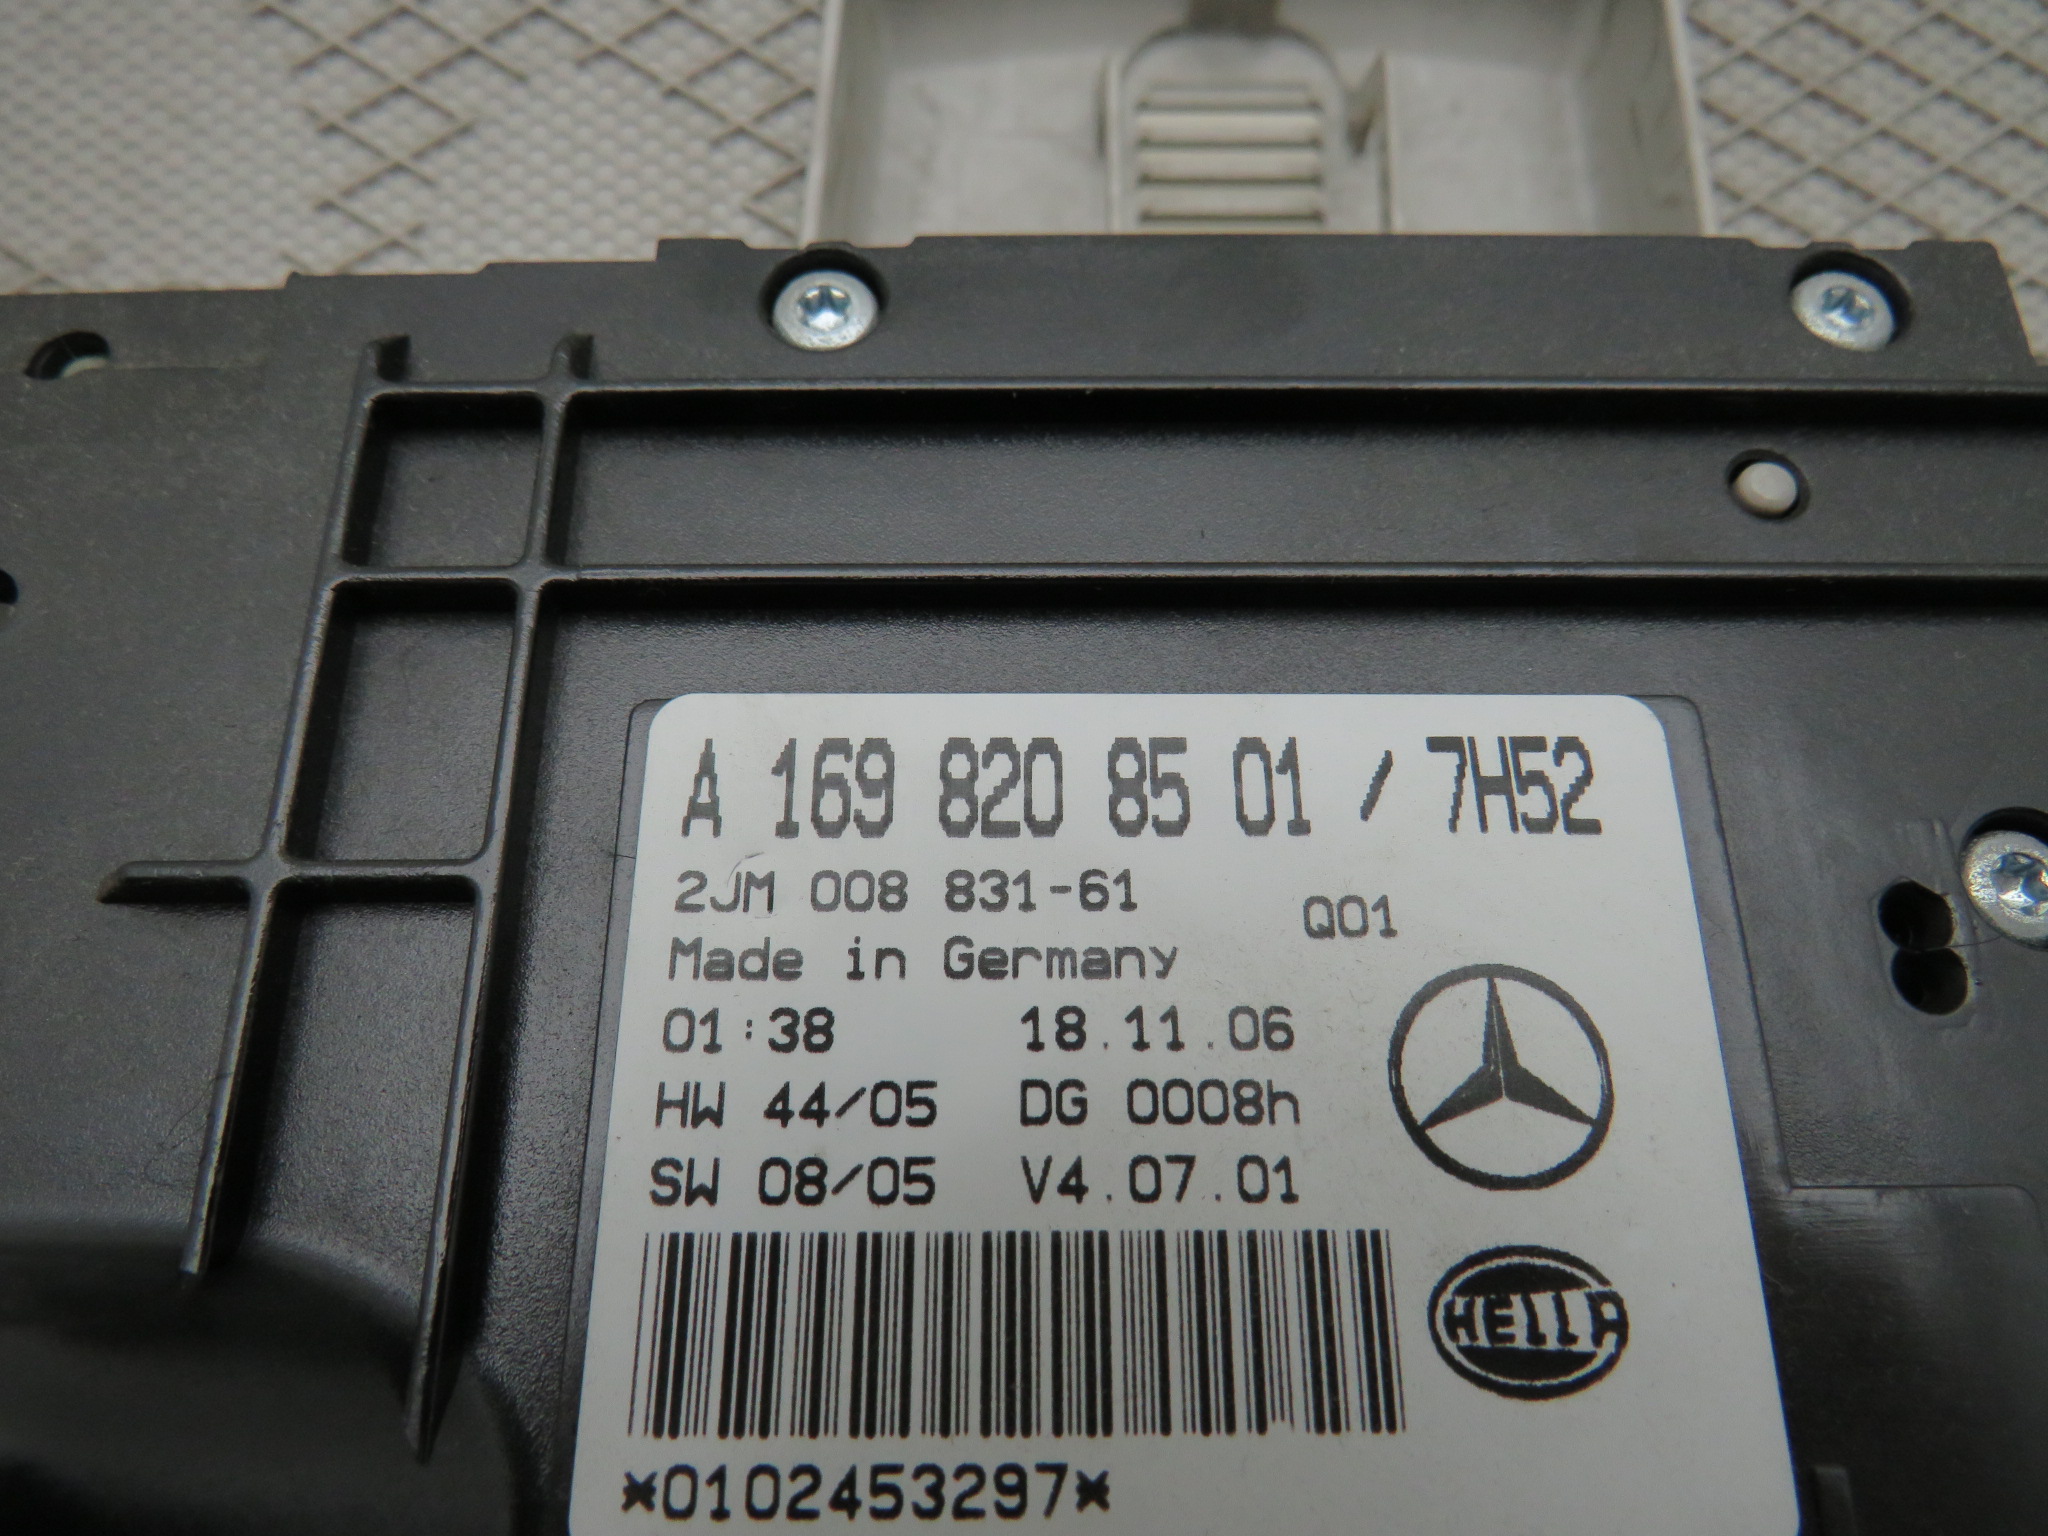 A 169 820 85 01 / 7H52
2JM 008 831-61 Q01
Made in Germany
01:38 18.11.06
HW 44/05 DG 0008h
SW 08/05 V4.07.01
HELLA
*0102453297*